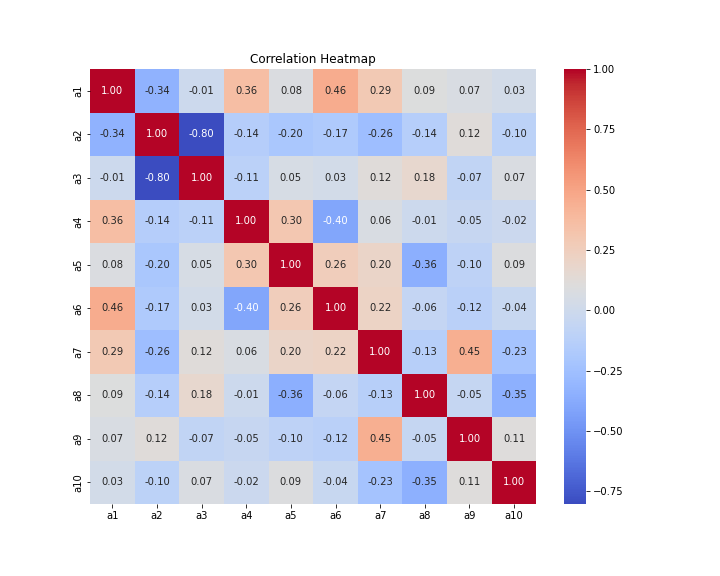 Correlation Heatmap
a1 1.00 -0.34 -0.01 0.36 0.08 0.46 0.29 0.09 0.07 0.03
a2 -0.34 1.00 -0.80 -0.14 -0.20 -0.17 -0.26 -0.14 0.12 -0.10
a3 -0.01 -0.80 1.00 -0.11 0.05 0.03 0.12 0.18 -0.07 0.07
a4 0.36 -0.14 -0.11 1.00 0.30 -0.40 0.06 -0.01 -0.05 -0.02
a5 0.08 -0.20 0.05 0.30 1.00 0.26 0.20 -0.36 -0.10 0.09
a6 0.46 -0.17 0.03 -0.40 0.26 1.00 0.22 -0.06 -0.12 -0.04
a7 0.29 -0.26 0.12 0.06 0.20 0.22 1.00 -0.13 0.45 -0.23
a8 0.09 -0.14 0.18 -0.01 -0.36 -0.06 -0.13 1.00 -0.05 -0.35
a9 0.07 0.12 -0.07 -0.05 -0.10 -0.12 0.45 -0.05 1.00 0.11
a10 0.03 -0.10 0.07 -0.02 0.09 -0.04 -0.23 -0.35 0.11 1.00
a1 a2 a3 a4 a5 a6 a7 a8 a9 a10
1.00
0.75
0.50
0.25
0.00
−0.25
−0.50
−0.75